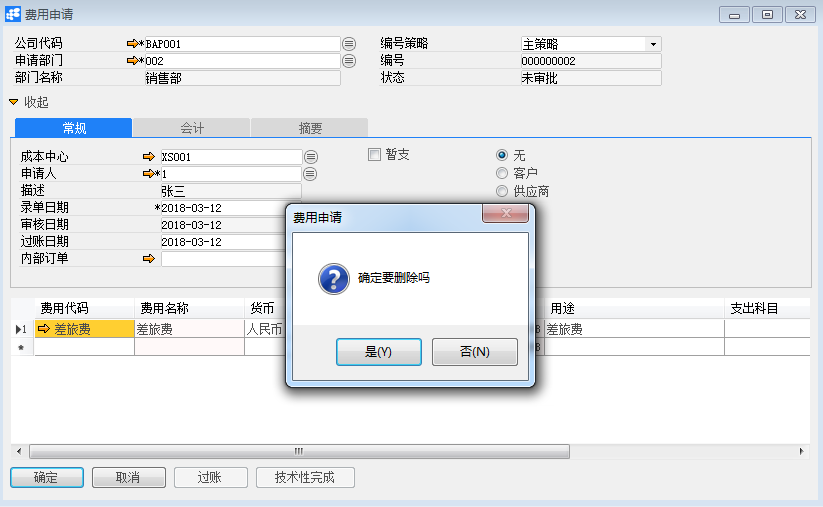 费用申请
公司代码 *BAP001 编号策略 主策略
申请部门 *002 编号 000000002
部门名称 销售部 状态 未审批
收起
常规 会计 摘要
成本中心 XS001 暂支 无
申请人 *1 客户
描述 张三 供应商
录单日期 *2018-03-12
审核日期 2018-03-12
过账日期 2018-03-12
内部订单
费用申请
确定要删除吗
是(Y) 否(N)
费用代码 费用名称 货币 用途 支出科目
1 差旅费 差旅费 人民币 差旅费
*
确定 取消 过账 技术性完成